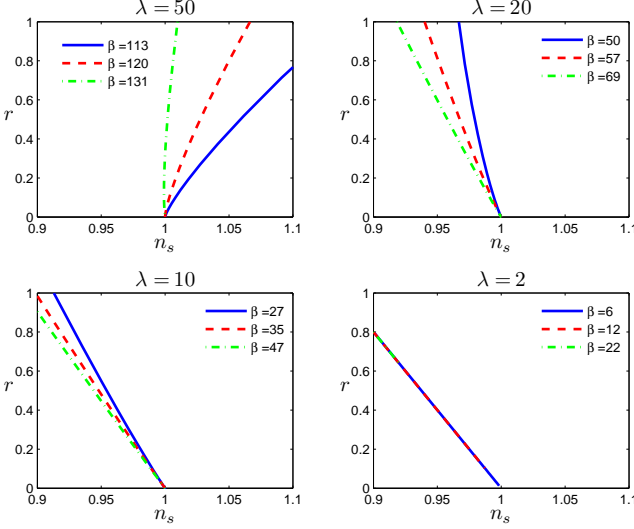 λ = 50
β =113
β =120
β =131
r
1
0.8
0.6
0.4
0.2
0
0.9
0.95
1
1.05
1.1
n_s
λ = 20
β =50
β =57
β =69
r
1
0.8
0.6
0.4
0.2
0
0.9
0.95
1
1.05
1.1
n_s
λ = 10
β =27
β =35
β =47
r
1
0.8
0.6
0.4
0.2
0
0.9
0.95
1
1.05
1.1
n_s
λ = 2
β =6
β =12
β =22
r
1
0.8
0.6
0.4
0.2
0
0.9
0.95
1
1.05
1.1
n_s